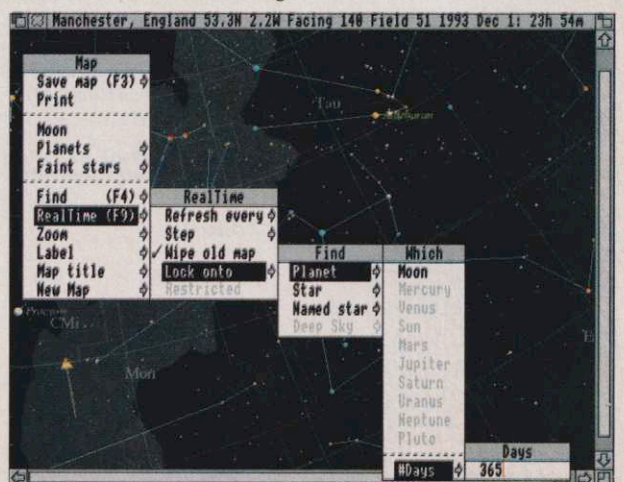 Manchester, England 53.3N 2.2W Facing 140 Field 51 1993 Dec 1: 23h 54m
Map
Save map (F3)
Print
Moon
Planets
Faint stars
Find (F4)
RealTime (F9)
Zoom
Label
Map title
New Map
RealTime
Refresh every
Step
✓ Wipe old map
Lock onto
Restricted
Find
Planet
Star
Named star
Deep Sky
Which
Moon
Mercury
Venus
Sun
Mars
Jupiter
Saturn
Uranus
Neptune
Pluto
#Days
Days
365
Tau
Procyon
CMi
Mon